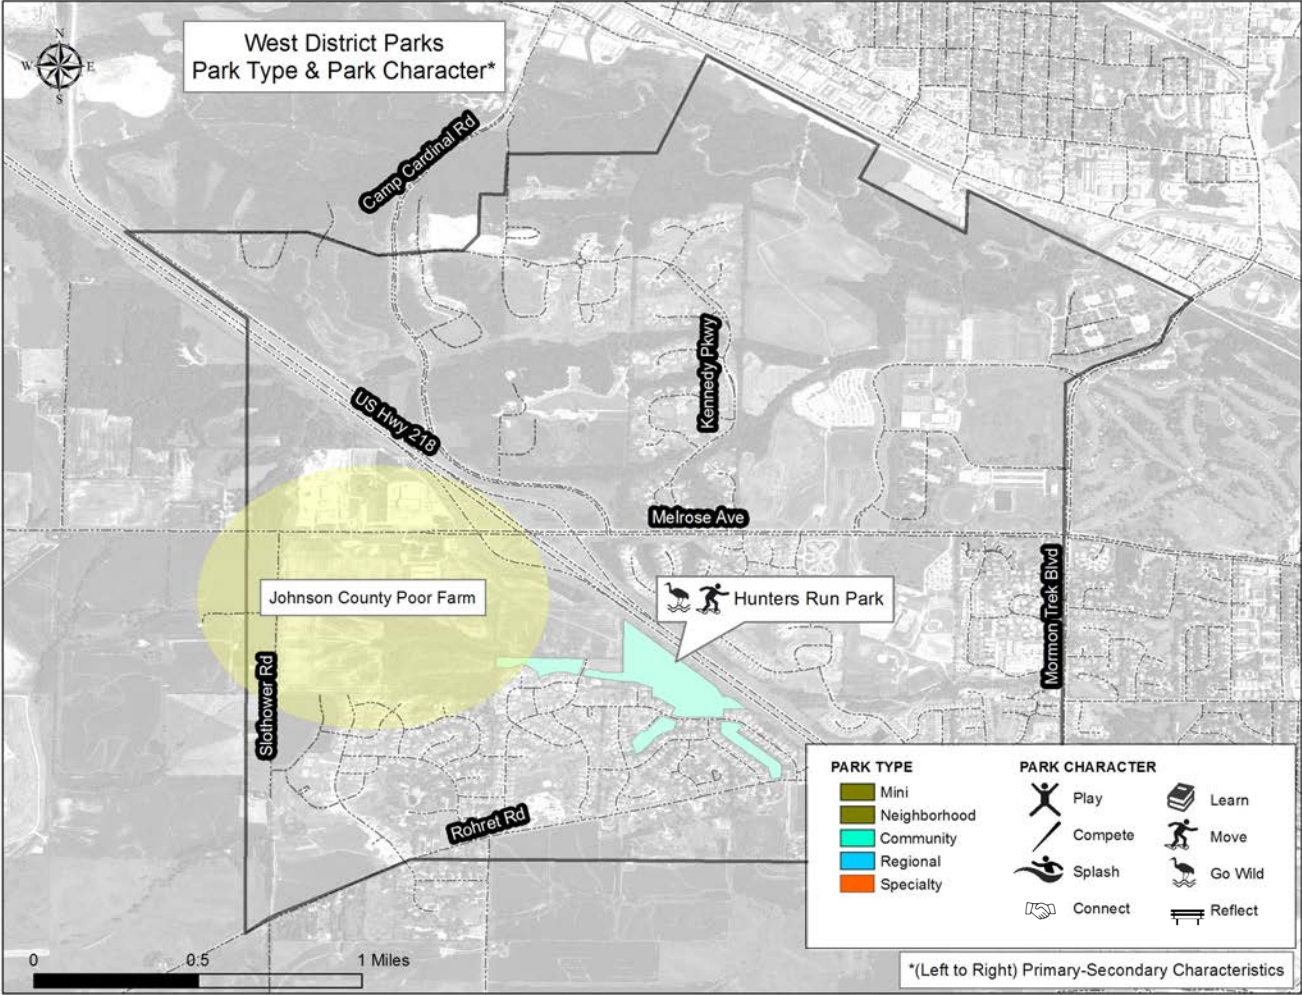 West District Parks
Park Type & Park Character*
N
W E
S
Camp Cardinal Rd
Kennedy Pkwy
US Hwy 218
Melrose Ave
Mormon Trek Blvd
Johnson County Poor Farm
Hunters Run Park
Slothower Rd
Rohret Rd
PARK TYPE
Mini
Neighborhood
Community
Regional
Specialty
PARK CHARACTER
Play
Compete
Splash
Connect
Learn
Move
Go Wild
Reflect
0 0.5 1 Miles
*(Left to Right) Primary-Secondary Characteristics